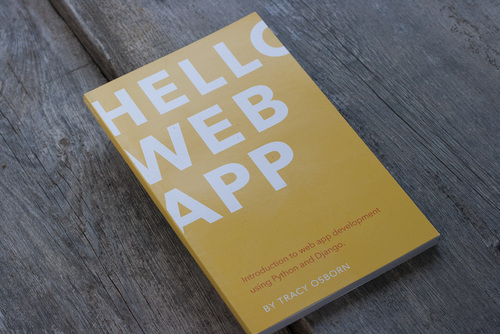 HELLO
WEB
APP
Introduction to web app development
using Python and Django.
BY TRACY OSBORN